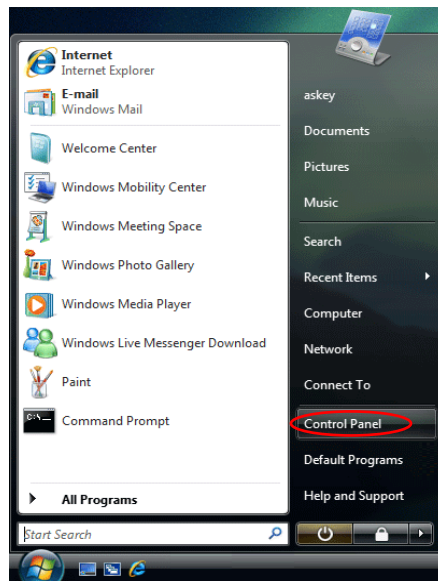 Internet
Internet Explorer
E-mail
Windows Mail
Welcome Center
Windows Mobility Center
Windows Meeting Space
Windows Photo Gallery
Windows Media Player
Windows Live Messenger Download
Paint
C:\_
Command Prompt
All Programs
Start Search
askey
Documents
Pictures
Music
Search
Recent Items
Computer
Network
Connect To
Control Panel
Default Programs
Help and Support